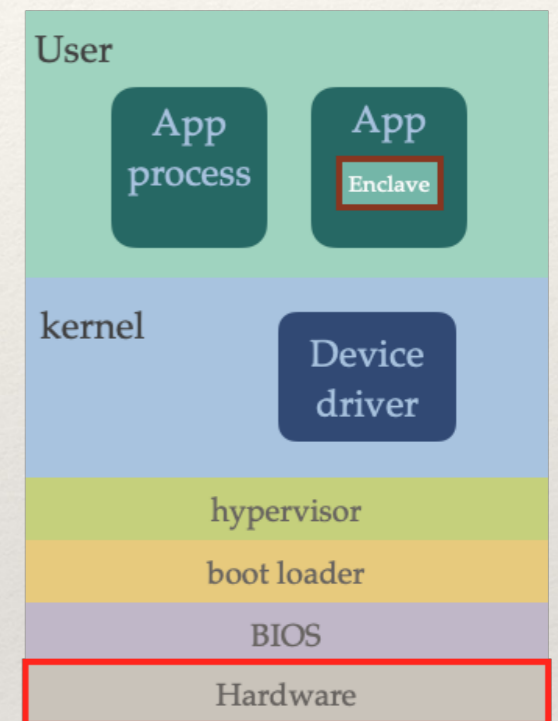 User
App
process
App
Enclave
kernel
Device
driver
hypervisor
boot loader
BIOS
Hardware